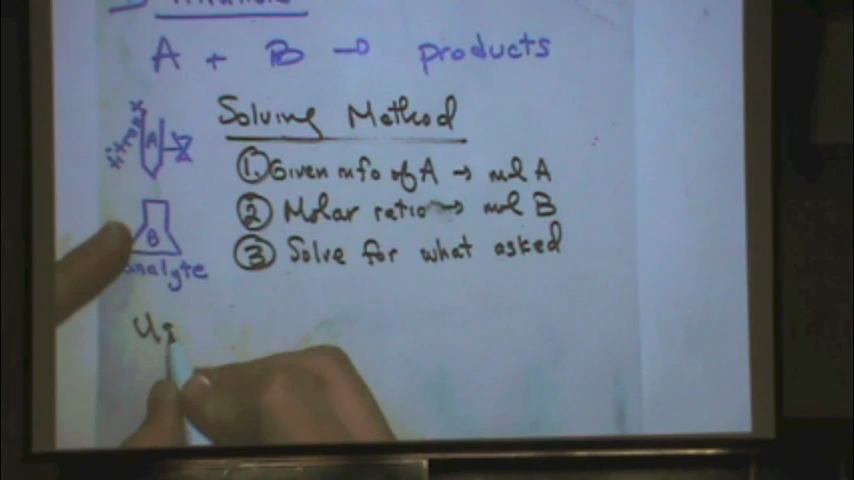 A + B → products
titrant
A
Solving Method
① Given info of A → mol A
② Molar ratio → mol B
③ Solve for what asked
B
analyte
Us